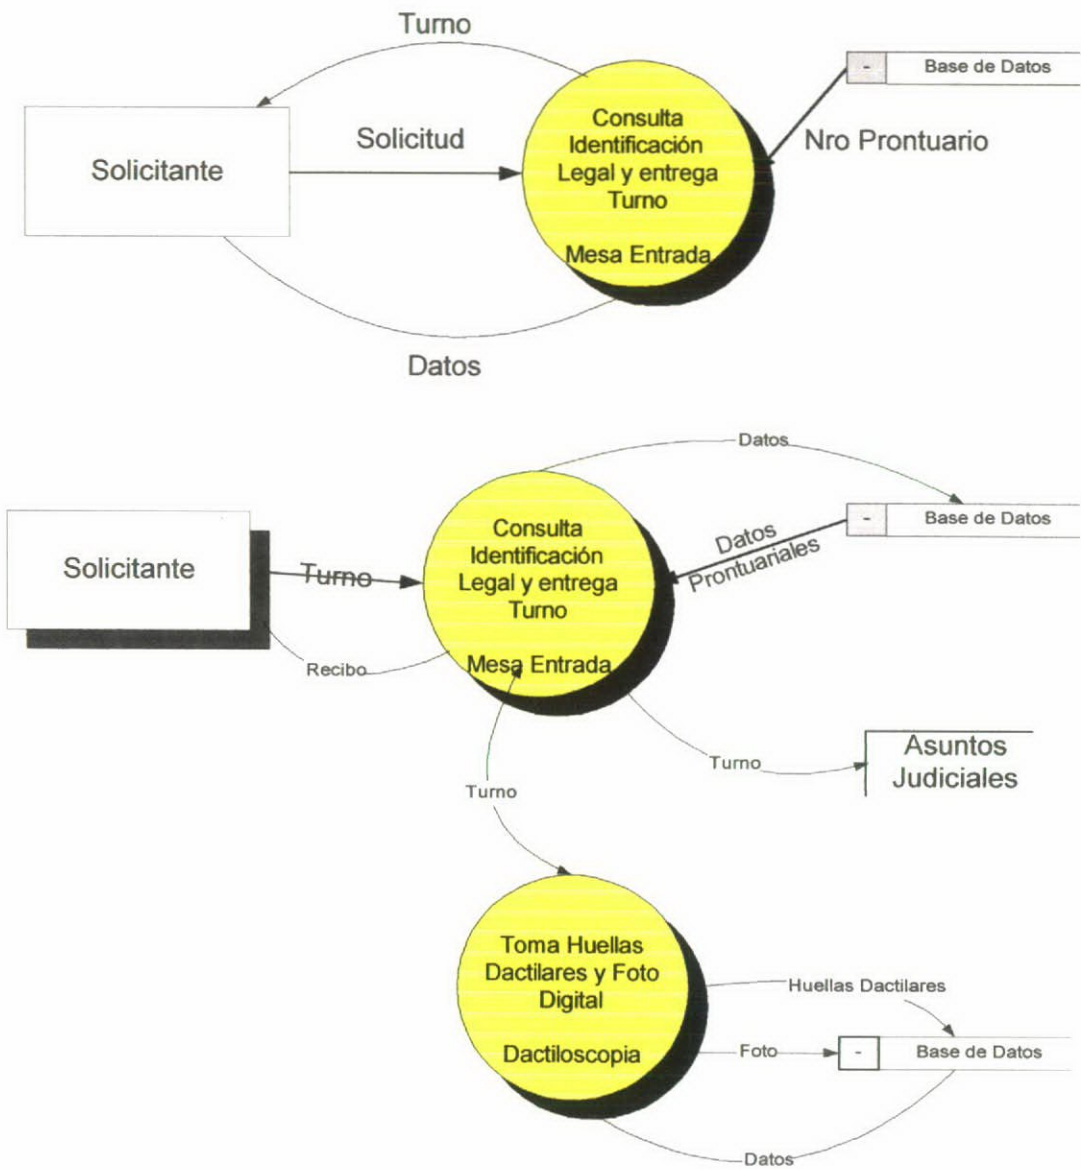 Turno
- Base de Datos
Solicitante
Solicitud
Consulta
Identificación
Legal y entrega
Turno
Mesa Entrada
Nro Prontuario
Datos
Datos
- Base de Datos
Solicitante
Turno
Consulta
Identificación
Legal y entrega
Turno
Mesa Entrada
Datos
Prontuariales
Recibo
Turno
Asuntos
Judiciales
Turno
Toma Huellas
Dactilares y Foto
Digital
Dactiloscopia
Huellas Dactilares
Foto
- Base de Datos
Datos